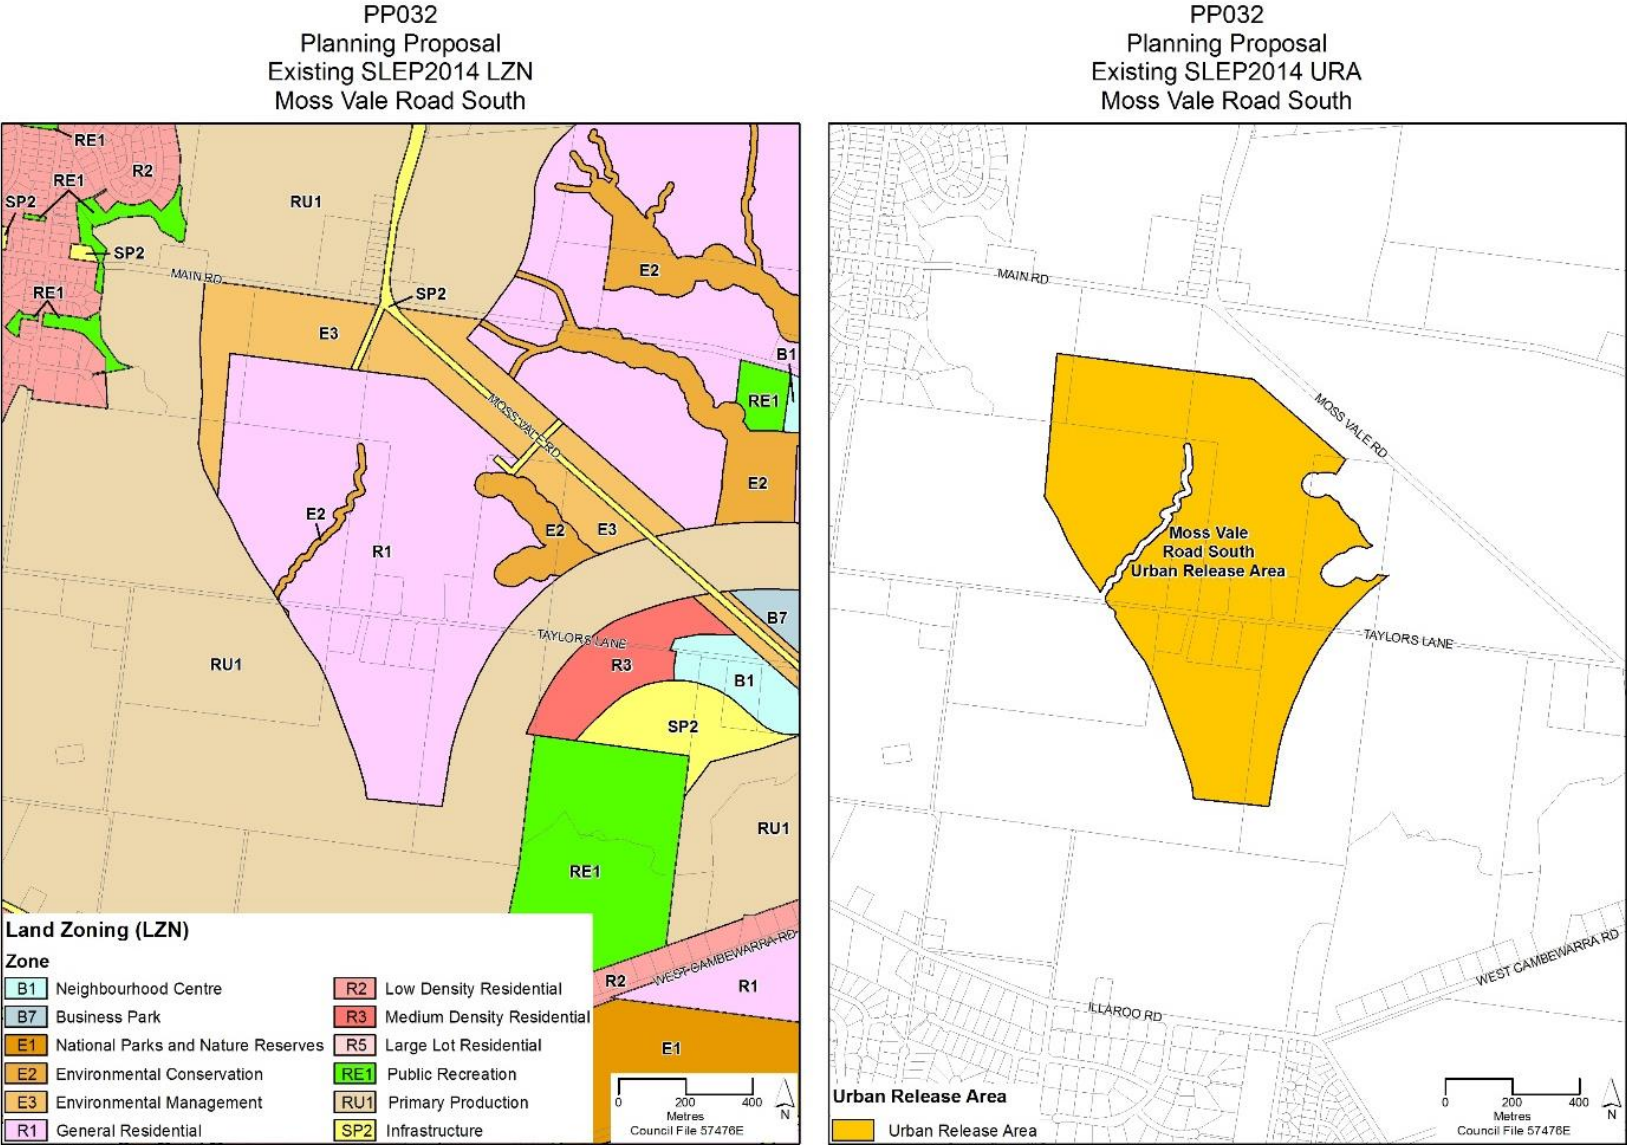 PP032
Planning Proposal
Existing SLEP2014 LZN
Moss Vale Road South
RE1
R2
RE1
SP2
RU1
SP2
E2
MAIN RD
RE1
SP2
E3
B1
RE1
MOSS VALE RD
E2
E2
R1
E2
E3
B7
TAYLORS LANE
RU1
R3
B1
SP2
RU1
RE1
WEST CAMBEWARRA RD
R2
R1
E1
Land Zoning (LZN)
Zone
B1 Neighbourhood Centre
B7 Business Park
E1 National Parks and Nature Reserves
E2 Environmental Conservation
E3 Environmental Management
R1 General Residential
R2 Low Density Residential
R3 Medium Density Residential
R5 Large Lot Residential
RE1 Public Recreation
RU1 Primary Production
SP2 Infrastructure
0 200 400
Metres
Council File 57476E
N
PP032
Planning Proposal
Existing SLEP2014 URA
Moss Vale Road South
MAIN RD
MOSS VALE RD
Moss Vale
Road South
Urban Release Area
TAYLORS LANE
WEST CAMBEWARRA RD
ILLAROO RD
Urban Release Area
Urban Release Area
0 200 400
Metres
Council File 57476E
N